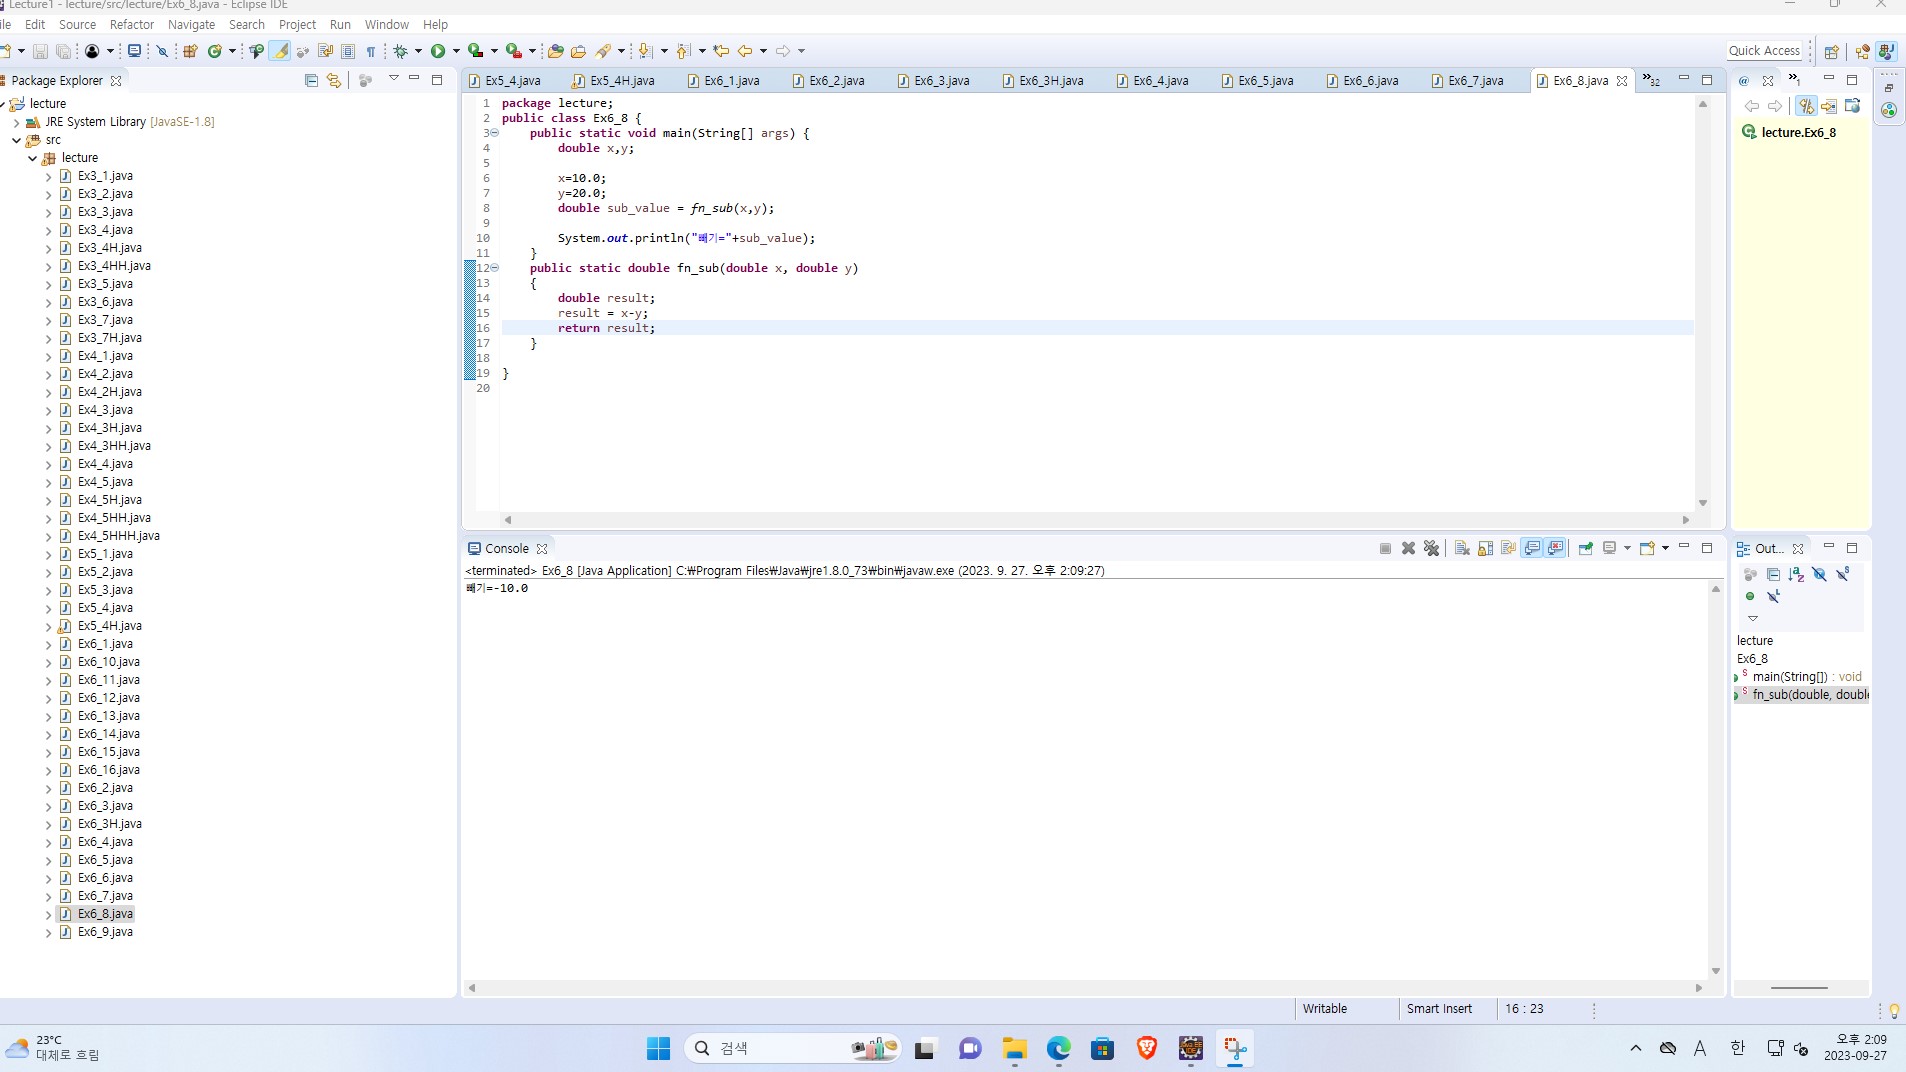 Lecture1 - lecture/src/lecture/Ex6_8.java - Eclipse IDE
ile Edit Source Refactor Navigate Search Project Run Window Help
Quick Access
Package Explorer
lecture
JRE System Library [JavaSE-1.8]
src
lecture
Ex3_1.java
Ex3_2.java
Ex3_3.java
Ex3_4.java
Ex3_4H.java
Ex3_4HH.java
Ex3_5.java
Ex3_6.java
Ex3_7.java
Ex3_7H.java
Ex4_1.java
Ex4_2.java
Ex4_2H.java
Ex4_3.java
Ex4_3H.java
Ex4_3HH.java
Ex4_4.java
Ex4_5.java
Ex4_5H.java
Ex4_5HH.java
Ex4_5HHH.java
Ex5_1.java
Ex5_2.java
Ex5_3.java
Ex5_4.java
Ex5_4H.java
Ex6_1.java
Ex6_10.java
Ex6_11.java
Ex6_12.java
Ex6_13.java
Ex6_14.java
Ex6_15.java
Ex6_16.java
Ex6_2.java
Ex6_3.java
Ex6_3H.java
Ex6_4.java
Ex6_5.java
Ex6_6.java
Ex6_7.java
Ex6_8.java
Ex6_9.java
Ex5_4.java Ex5_4H.java Ex6_1.java Ex6_2.java Ex6_3.java Ex6_3H.java Ex6_4.java Ex6_5.java Ex6_6.java Ex6_7.java Ex6_8.java »32
1 package lecture;
2 public class Ex6_8 {
3 public static void main(String[] args) {
4 double x,y;
5
6 x=10.0;
7 y=20.0;
8 double sub_value = fn_sub(x,y);
9
10 System.out.println("빼기="+sub_value);
11 }
12 public static double fn_sub(double x, double y)
13 {
14 double result;
15 result = x-y;
16 return result;
17 }
18
19 }
20
@ »1
lecture.Ex6_8
Console
<terminated> Ex6_8 [Java Application] C:₩Program Files₩Java₩jre1.8.0_73₩bin₩javaw.exe (2023. 9. 27. 오후 2:09:27)
빼기=-10.0
Out...
lecture
Ex6_8
main(String[]) : void
fn_sub(double, double
Writable Smart Insert 16 : 23
23°C
대체로 흐림
검색
A 한
오후 2:09
2023-09-27